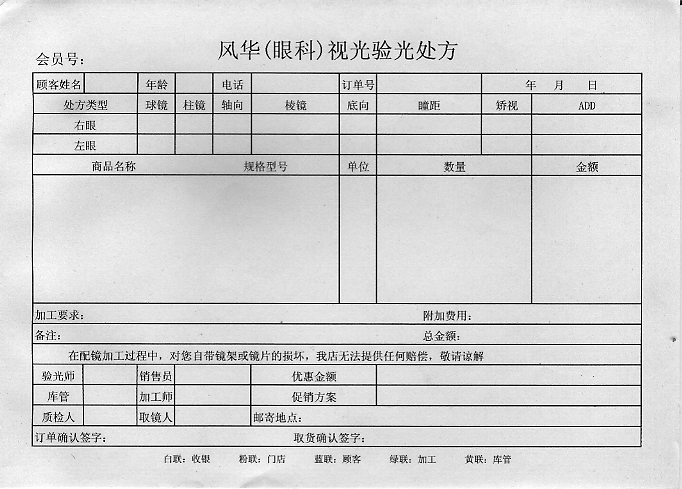 风华(眼科)视光验光处方
会员号:
顾客姓名 年龄 电话 订单号 年 月 日
处方类型 球镜 柱镜 轴向 棱镜 底向 瞳距 矫视 ADD
右眼
左眼
商品名称 规格型号 单位 数量 金额
加工要求: 附加费用:
备注: 总金额:
在配镜加工过程中，对您自带镜架或镜片的损坏，我店无法提供任何赔偿，敬请谅解
验光师 销售员 优惠金额
库管 加工师 促销方案
质检人 取镜人 邮寄地点:
订单确认签字: 取货确认签字:
白联: 收银 粉联: 门店 蓝联: 顾客 绿联: 加工 黄联: 库管